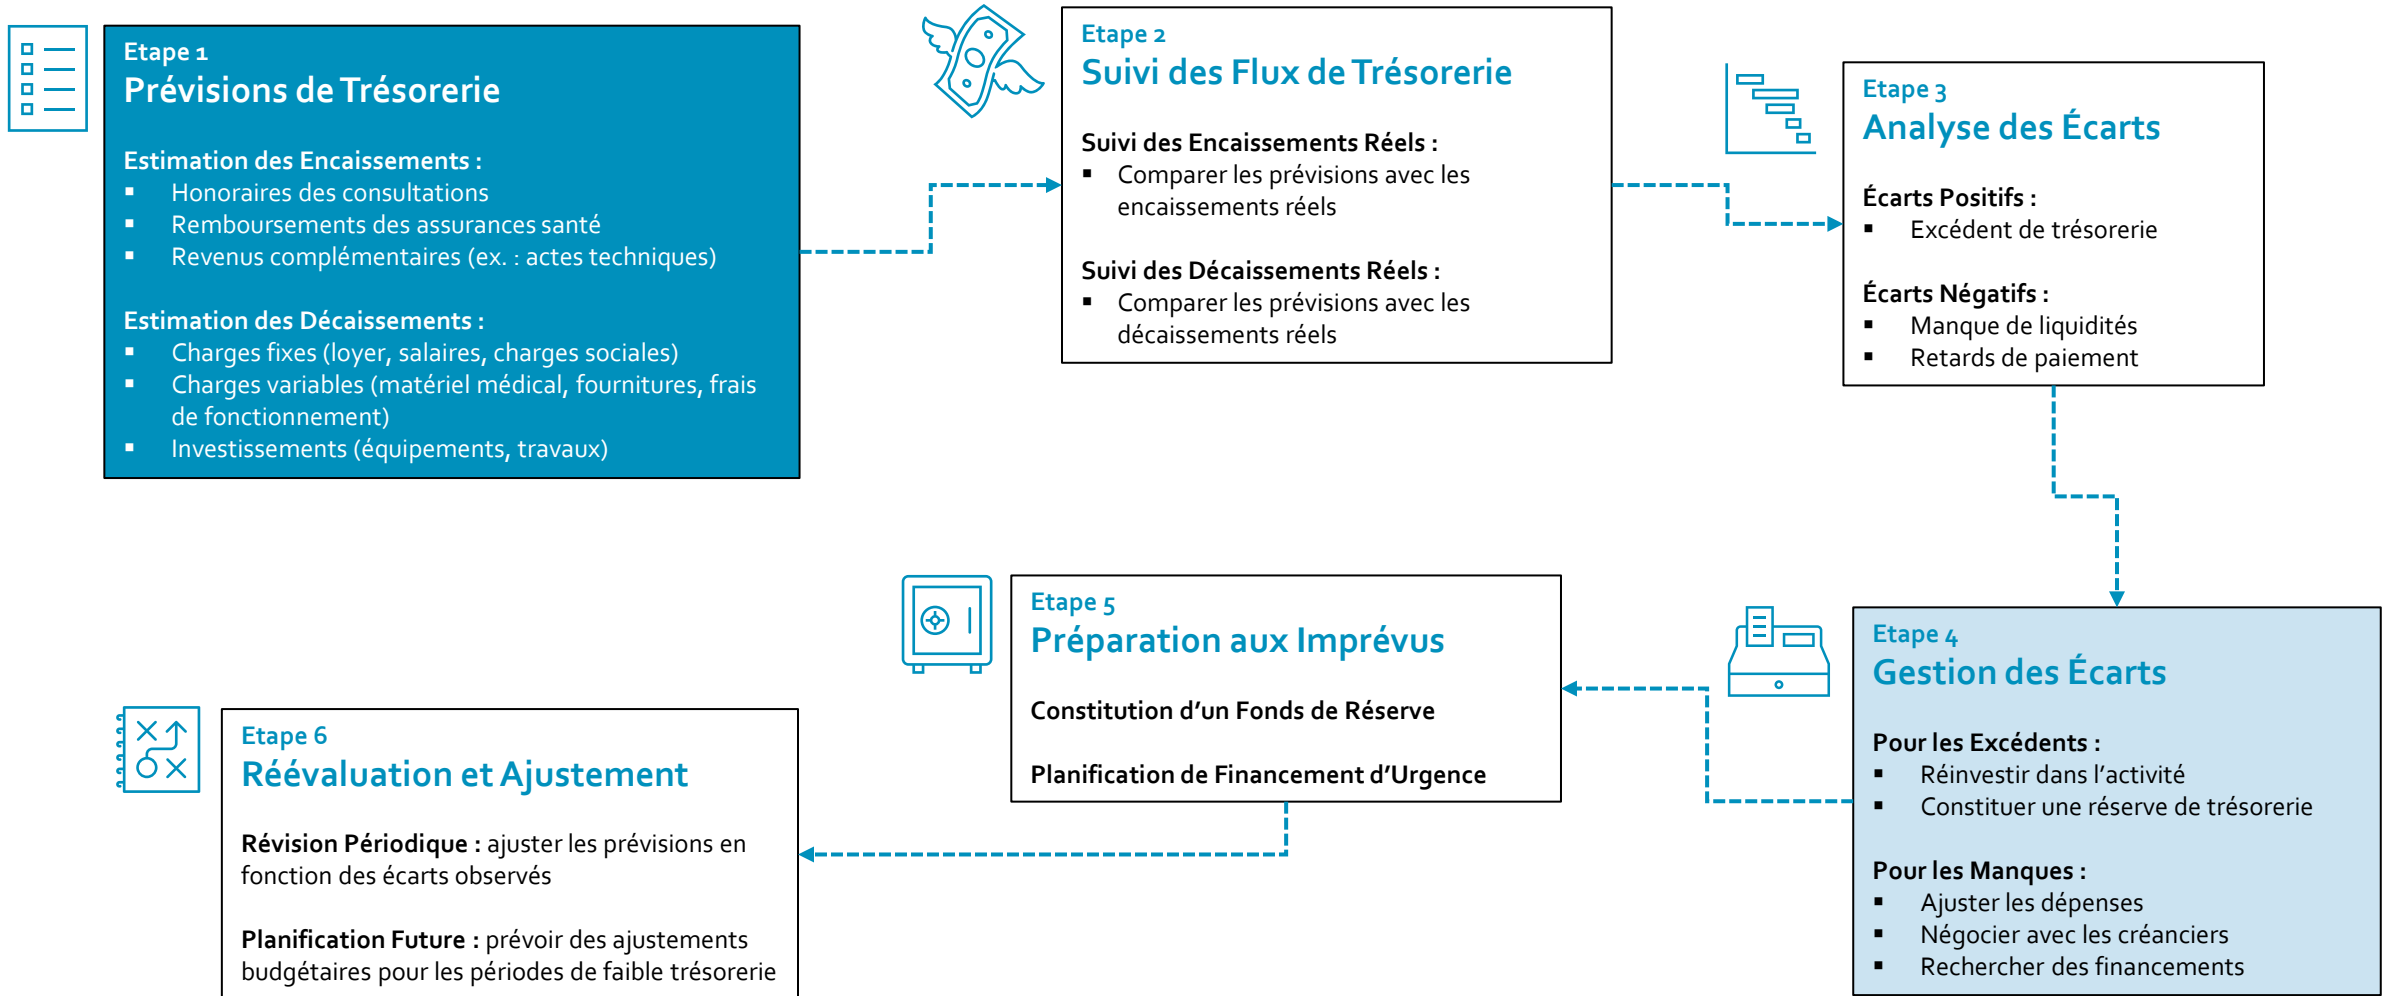 Etape 1
Prévisions de Trésorerie
Estimation des Encaissements :
▪ Honoraires des consultations
▪ Remboursements des assurances santé
▪ Revenus complémentaires (ex. : actes techniques)
Estimation des Décaissements :
▪ Charges fixes (loyer, salaires, charges sociales)
▪ Charges variables (matériel médical, fournitures, frais
de fonctionnement)
▪ Investissements (équipements, travaux)
Etape 2
Suivi des Flux de Trésorerie
Suivi des Encaissements Réels :
▪ Comparer les prévisions avec les
encaissements réels
Suivi des Décaissements Réels :
▪ Comparer les prévisions avec les
décaissements réels
Etape 3
Analyse des Écarts
Écarts Positifs :
▪ Excédent de trésorerie
Écarts Négatifs :
▪ Manque de liquidités
▪ Retards de paiement
Etape 4
Gestion des Écarts
Pour les Excédents :
▪ Réinvestir dans l’activité
▪ Constituer une réserve de trésorerie
Pour les Manques :
▪ Ajuster les dépenses
▪ Négocier avec les créanciers
▪ Rechercher des financements
Etape 5
Préparation aux Imprévus
Constitution d’un Fonds de Réserve
Planification de Financement d’Urgence
Etape 6
Réévaluation et Ajustement
Révision Périodique : ajuster les prévisions en
fonction des écarts observés
Planification Future : prévoir des ajustements
budgétaires pour les périodes de faible trésorerie